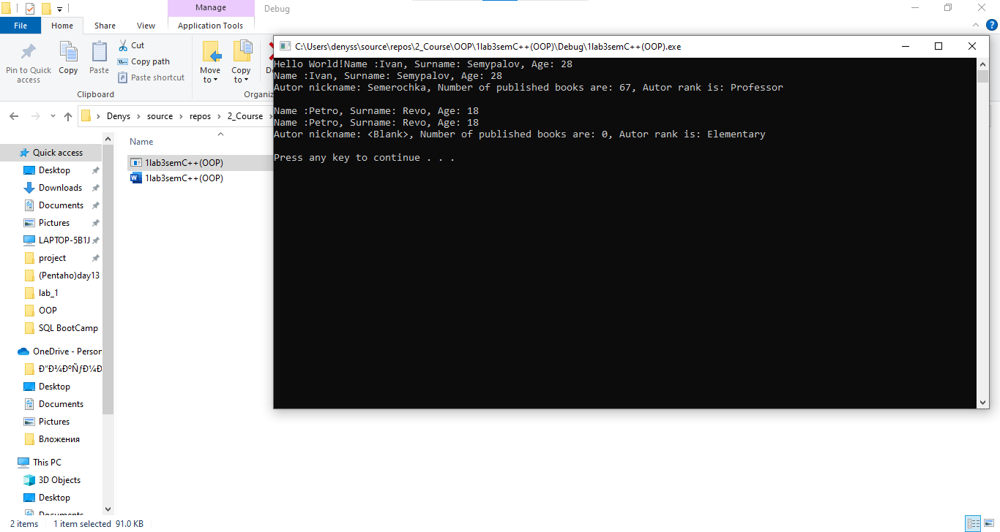 Manage
Debug
File
Home
Share
View
Application Tools
Pin to Quick access
Copy
Paste
Cut
Copy path
Paste shortcut
Move to
Copy to
Clipboard
Organiz
Denys
source
repos
2_Course
Name
Quick access
Desktop
Downloads
Documents
Pictures
LAPTOP-5B1J
project
(Pentaho)day13
lab_1
OOP
SQL BootCamp
OneDrive - Person
Desktop
Documents
Pictures
Вложения
This PC
3D Objects
Desktop
Documents
1lab3semC++(OOP)
1lab3semC++(OOP)
2 items
1 item selected 91.0 KB
C:\Users\denyss\source\repos\2_Course\OOP\1lab3semC++(OOP)\Debug\1lab3semC++(OOP).exe
Hello World!Name :Ivan, Surname: Semypalov, Age: 28
Name :Ivan, Surname: Semypalov, Age: 28
Autor nickname: Semerochka, Number of published books are: 67, Autor rank is: Professor
Name :Petro, Surname: Revo, Age: 18
Name :Petro, Surname: Revo, Age: 18
Autor nickname: <Blank>, Number of published books are: 0, Autor rank is: Elementary
Press any key to continue . . .